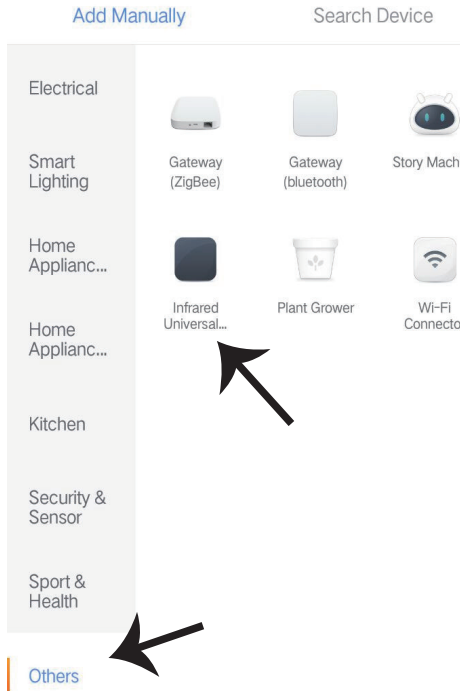 Add Manually
Search Device
Electrical
Smart
Lighting
Home
Applianc...
Home
Applianc...
Kitchen
Security &
Sensor
Sport &
Health
Others
Gateway
(ZigBee)
Gateway
(bluetooth)
Story Mach
Infrared
Universal...
Plant Grower
Wi-Fi
Connecto